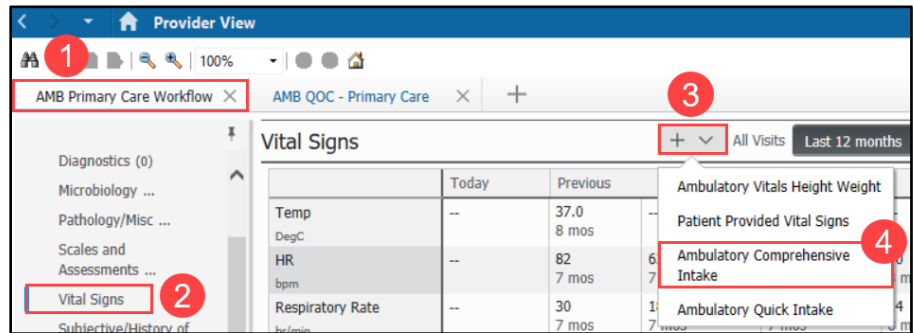 Provider View
1
100%
AMB Primary Care Workflow
AMB QOC - Primary Care
3
Vital Signs
All Visits
Last 12 months
Diagnostics (0)
Microbiology ...
Pathology/Misc ...
Scales and
Assessments ...
Vital Signs
2
Subjective/History of
Today
Previous
Temp
DegC
--
37.0
8 mos
--
HR
bpm
--
82
7 mos
Respiratory Rate
br/min
--
30
7 mos
Ambulatory Vitals Height Weight
Patient Provided Vital Signs
4
Ambulatory Comprehensive
Intake
Ambulatory Quick Intake